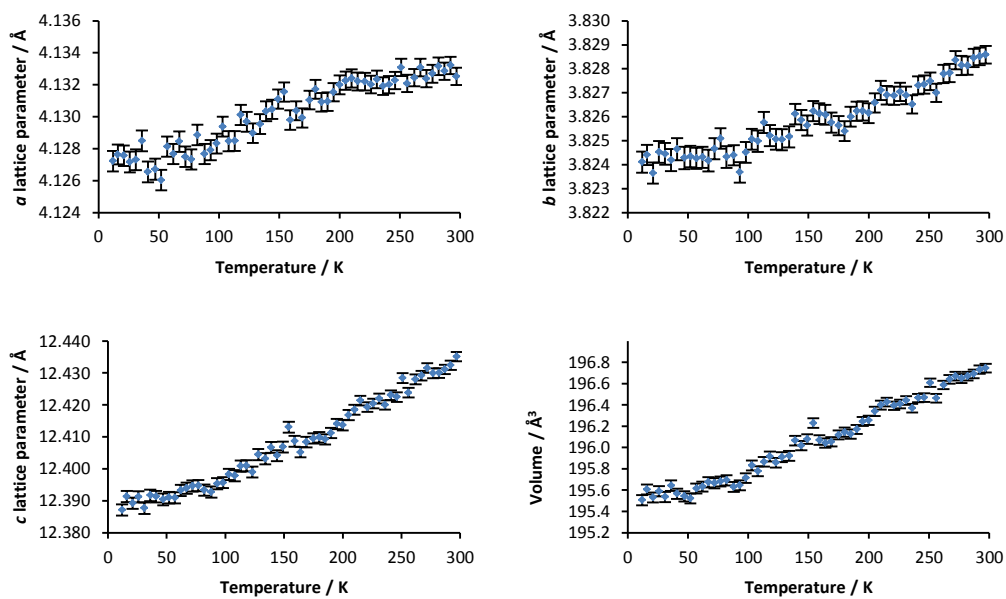 a lattice parameter / Å
4.136
4.134
4.132
4.130
4.128
4.126
4.124
0 50 100 150 200 250 300
Temperature / K
b lattice parameter / Å
3.830
3.829
3.828
3.827
3.826
3.825
3.824
3.823
3.822
0 50 100 150 200 250 300
Temperature / K
c lattice parameter / Å
12.440
12.430
12.420
12.410
12.400
12.390
12.380
0 50 100 150 200 250 300
Temperature / K
Volume / Å³
196.8
196.6
196.4
196.2
196.0
195.8
195.6
195.4
195.2
0 50 100 150 200 250 300
Temperature / K